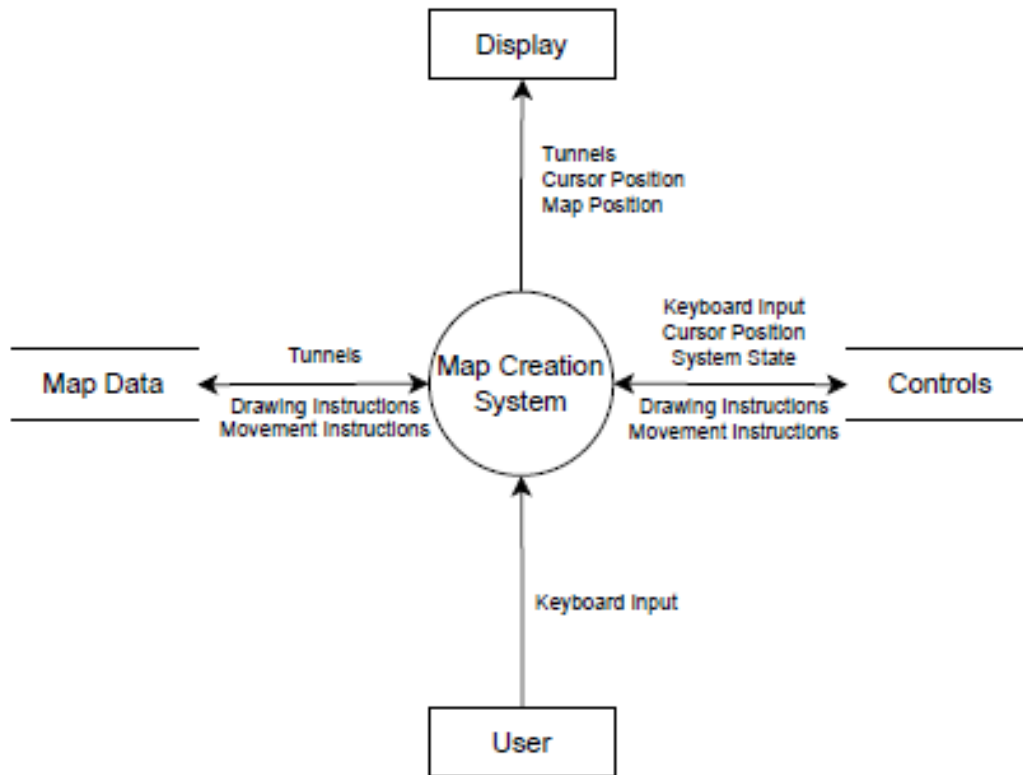 Display
Tunnels
Cursor Position
Map Position
Keyboard Input
Cursor Position
System State
Tunnels
Map Data
Map Creation
System
Controls
Drawing Instructions
Movement Instructions
Drawing Instructions
Movement Instructions
Keyboard Input
User